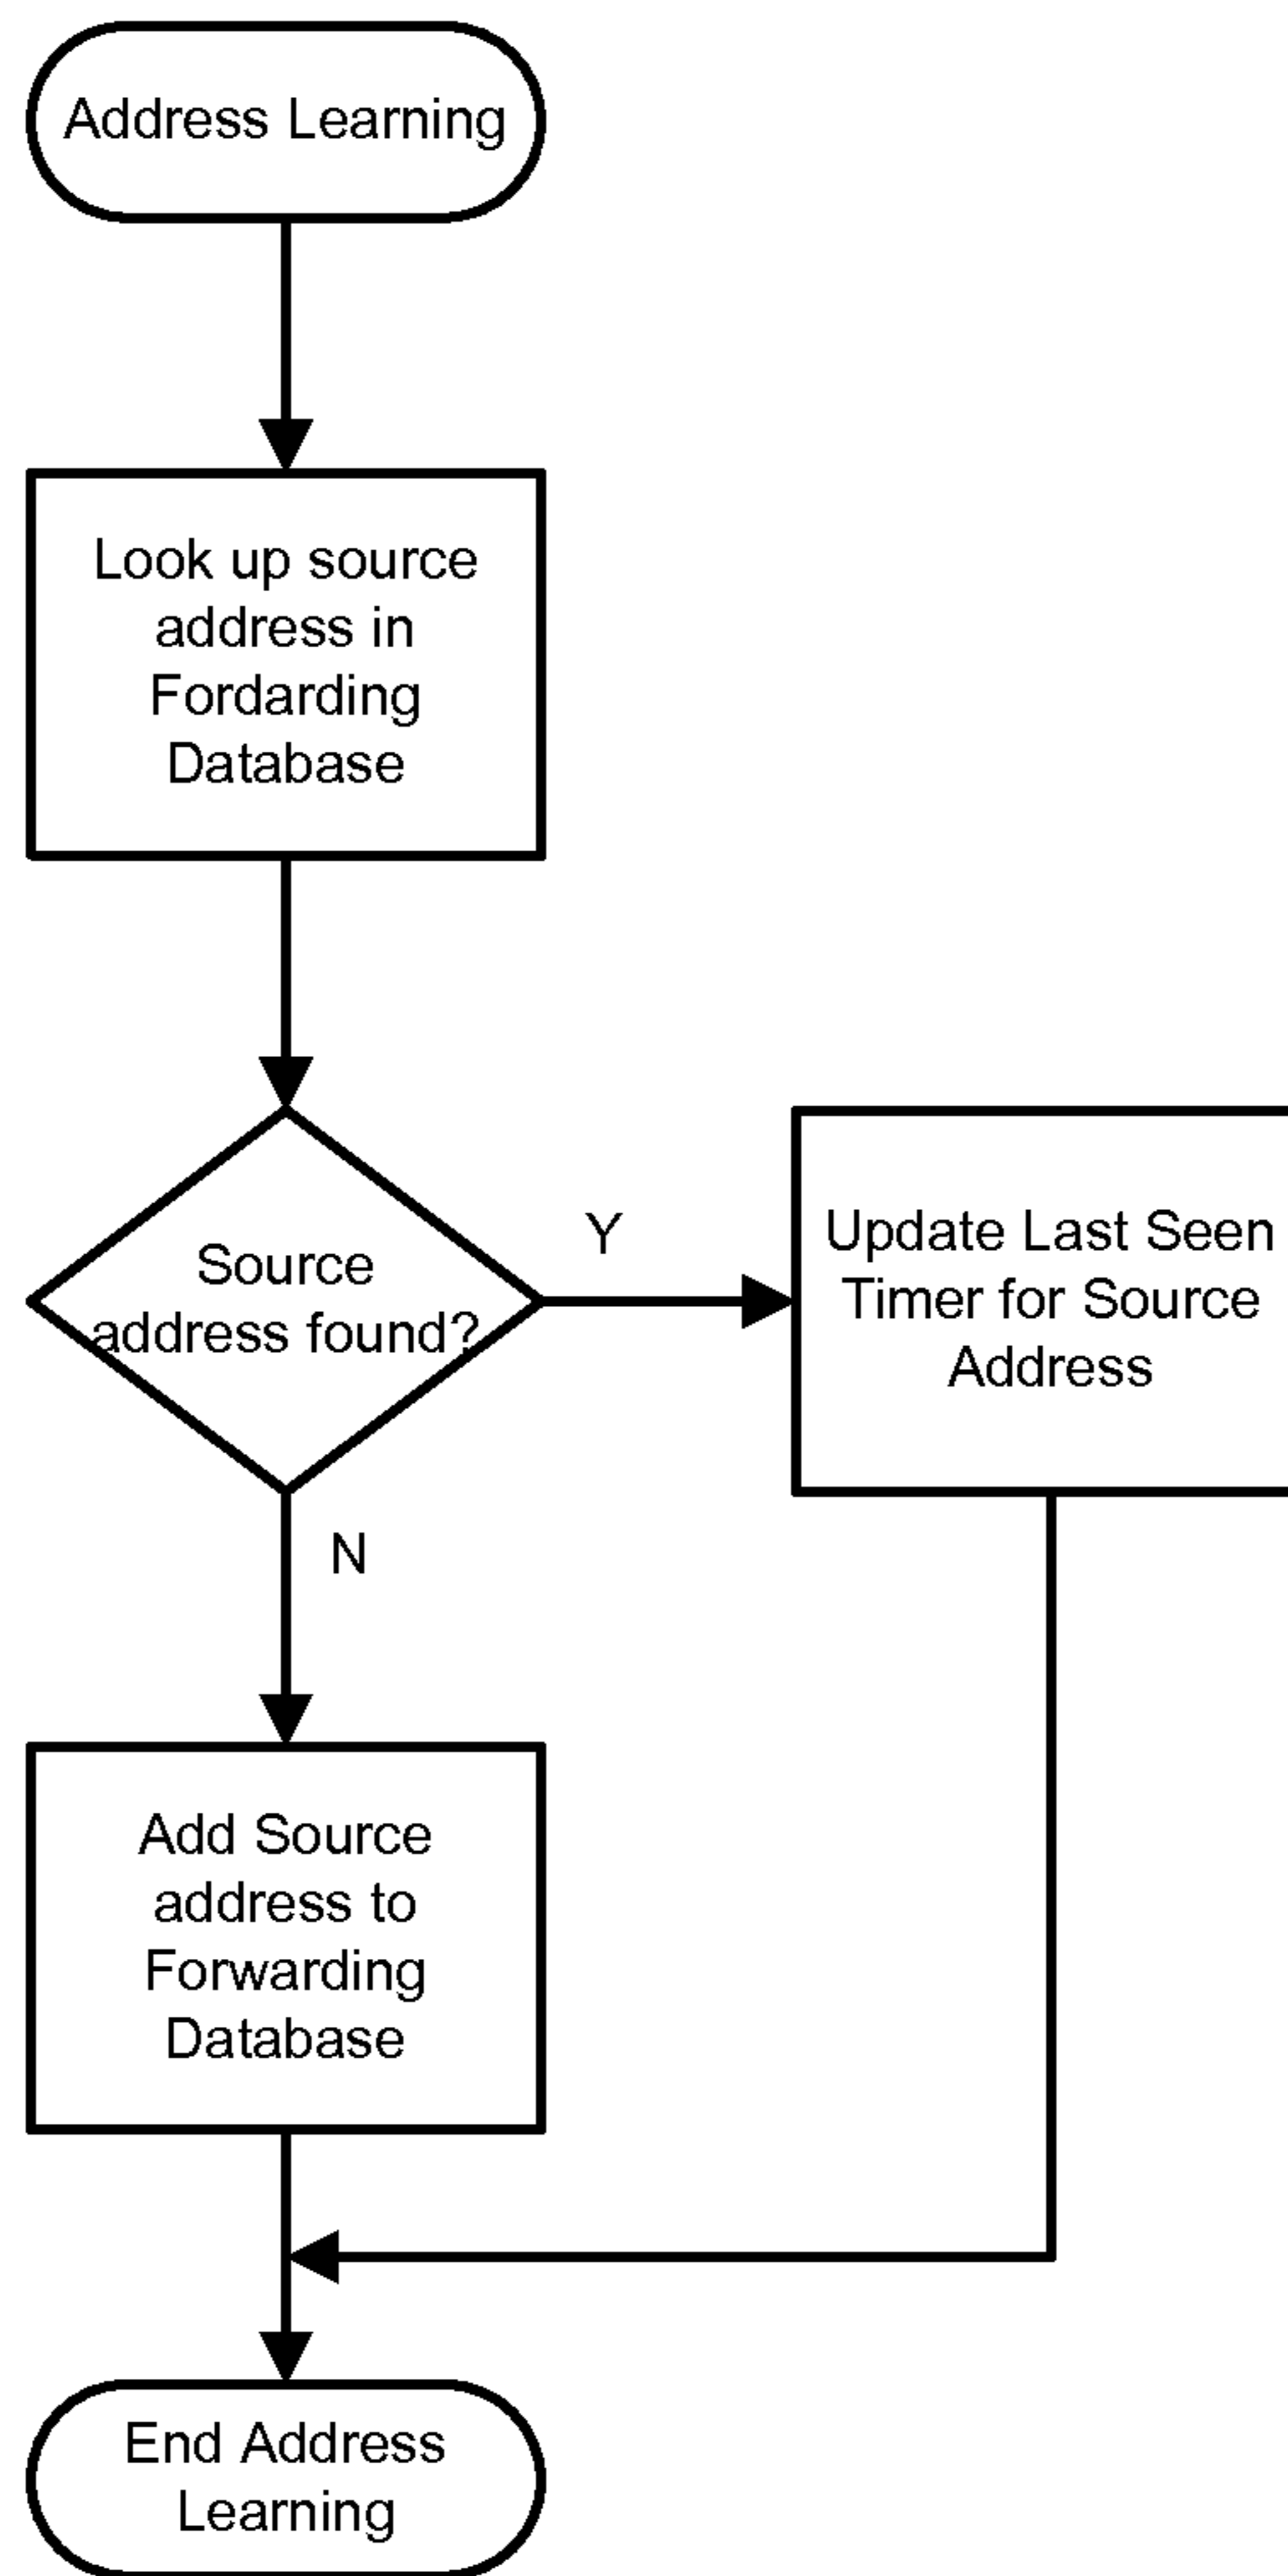 Address Learning
Look up source
address in
Fordarding
Database
Source
address found?
Y
Update Last Seen
Timer for Source
Address
N
Add Source
address to
Forwarding
Database
End Address
Learning